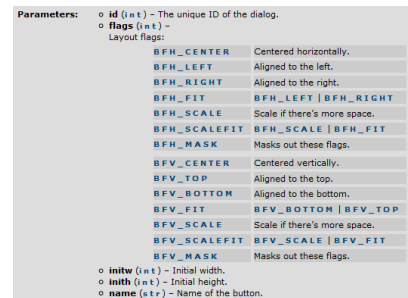 Parameters: o id (int) – The unique ID of the dialog.
o flags (int) –
Layout flags:
BFH_CENTER Centered horizontally.
BFH_LEFT Aligned to the left.
BFH_RIGHT Aligned to the right.
BFH_FIT BFH_LEFT | BFH_RIGHT
BFH_SCALE Scale if there's more space.
BFH_SCALEFIT BFH_SCALE | BFH_FIT
BFH_MASK Masks out these flags.
BFV_CENTER Centered vertically.
BFV_TOP Aligned to the top.
BFV_BOTTOM Aligned to the bottom.
BFV_FIT BFV_BOTTOM | BFV_TOP
BFV_SCALE Scale if there's more space.
BFV_SCALEFIT BFV_SCALE | BFV_FIT
BFV_MASK Masks out these flags.
o initw (int) – Initial width.
o inith (int) – Initial height.
o name (str) – Name of the button.